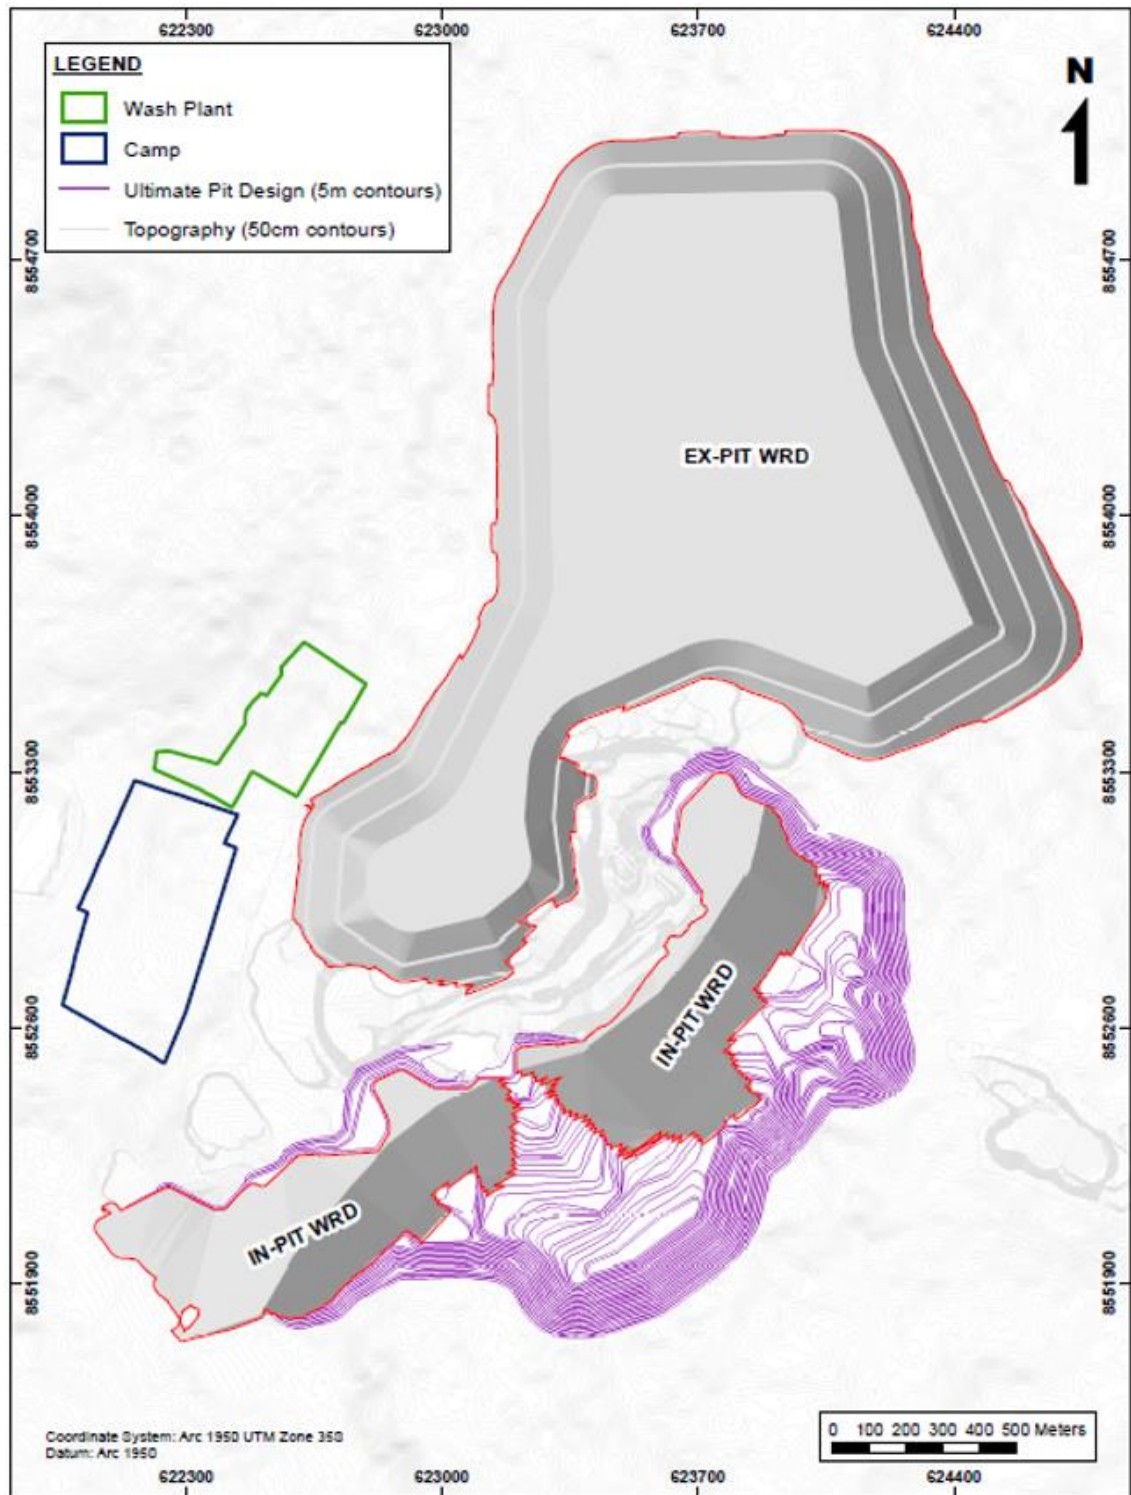 622300 623000 623700 624400
LEGEND
Wash Plant
Camp
Ultimate Pit Design (5m contours)
Topography (50cm contours)
N
8554700 8554700
EX-PIT WRD
8554000 8554000
8553300 8553300
IN-PIT WRD
8552600 8552600
IN-PIT WRD
8551900 8551900
Coordinate System: Arc 1950 UTM Zone 35S
Datum: Arc 1950
0 100 200 300 400 500 Meters
622300 623000 623700 624400